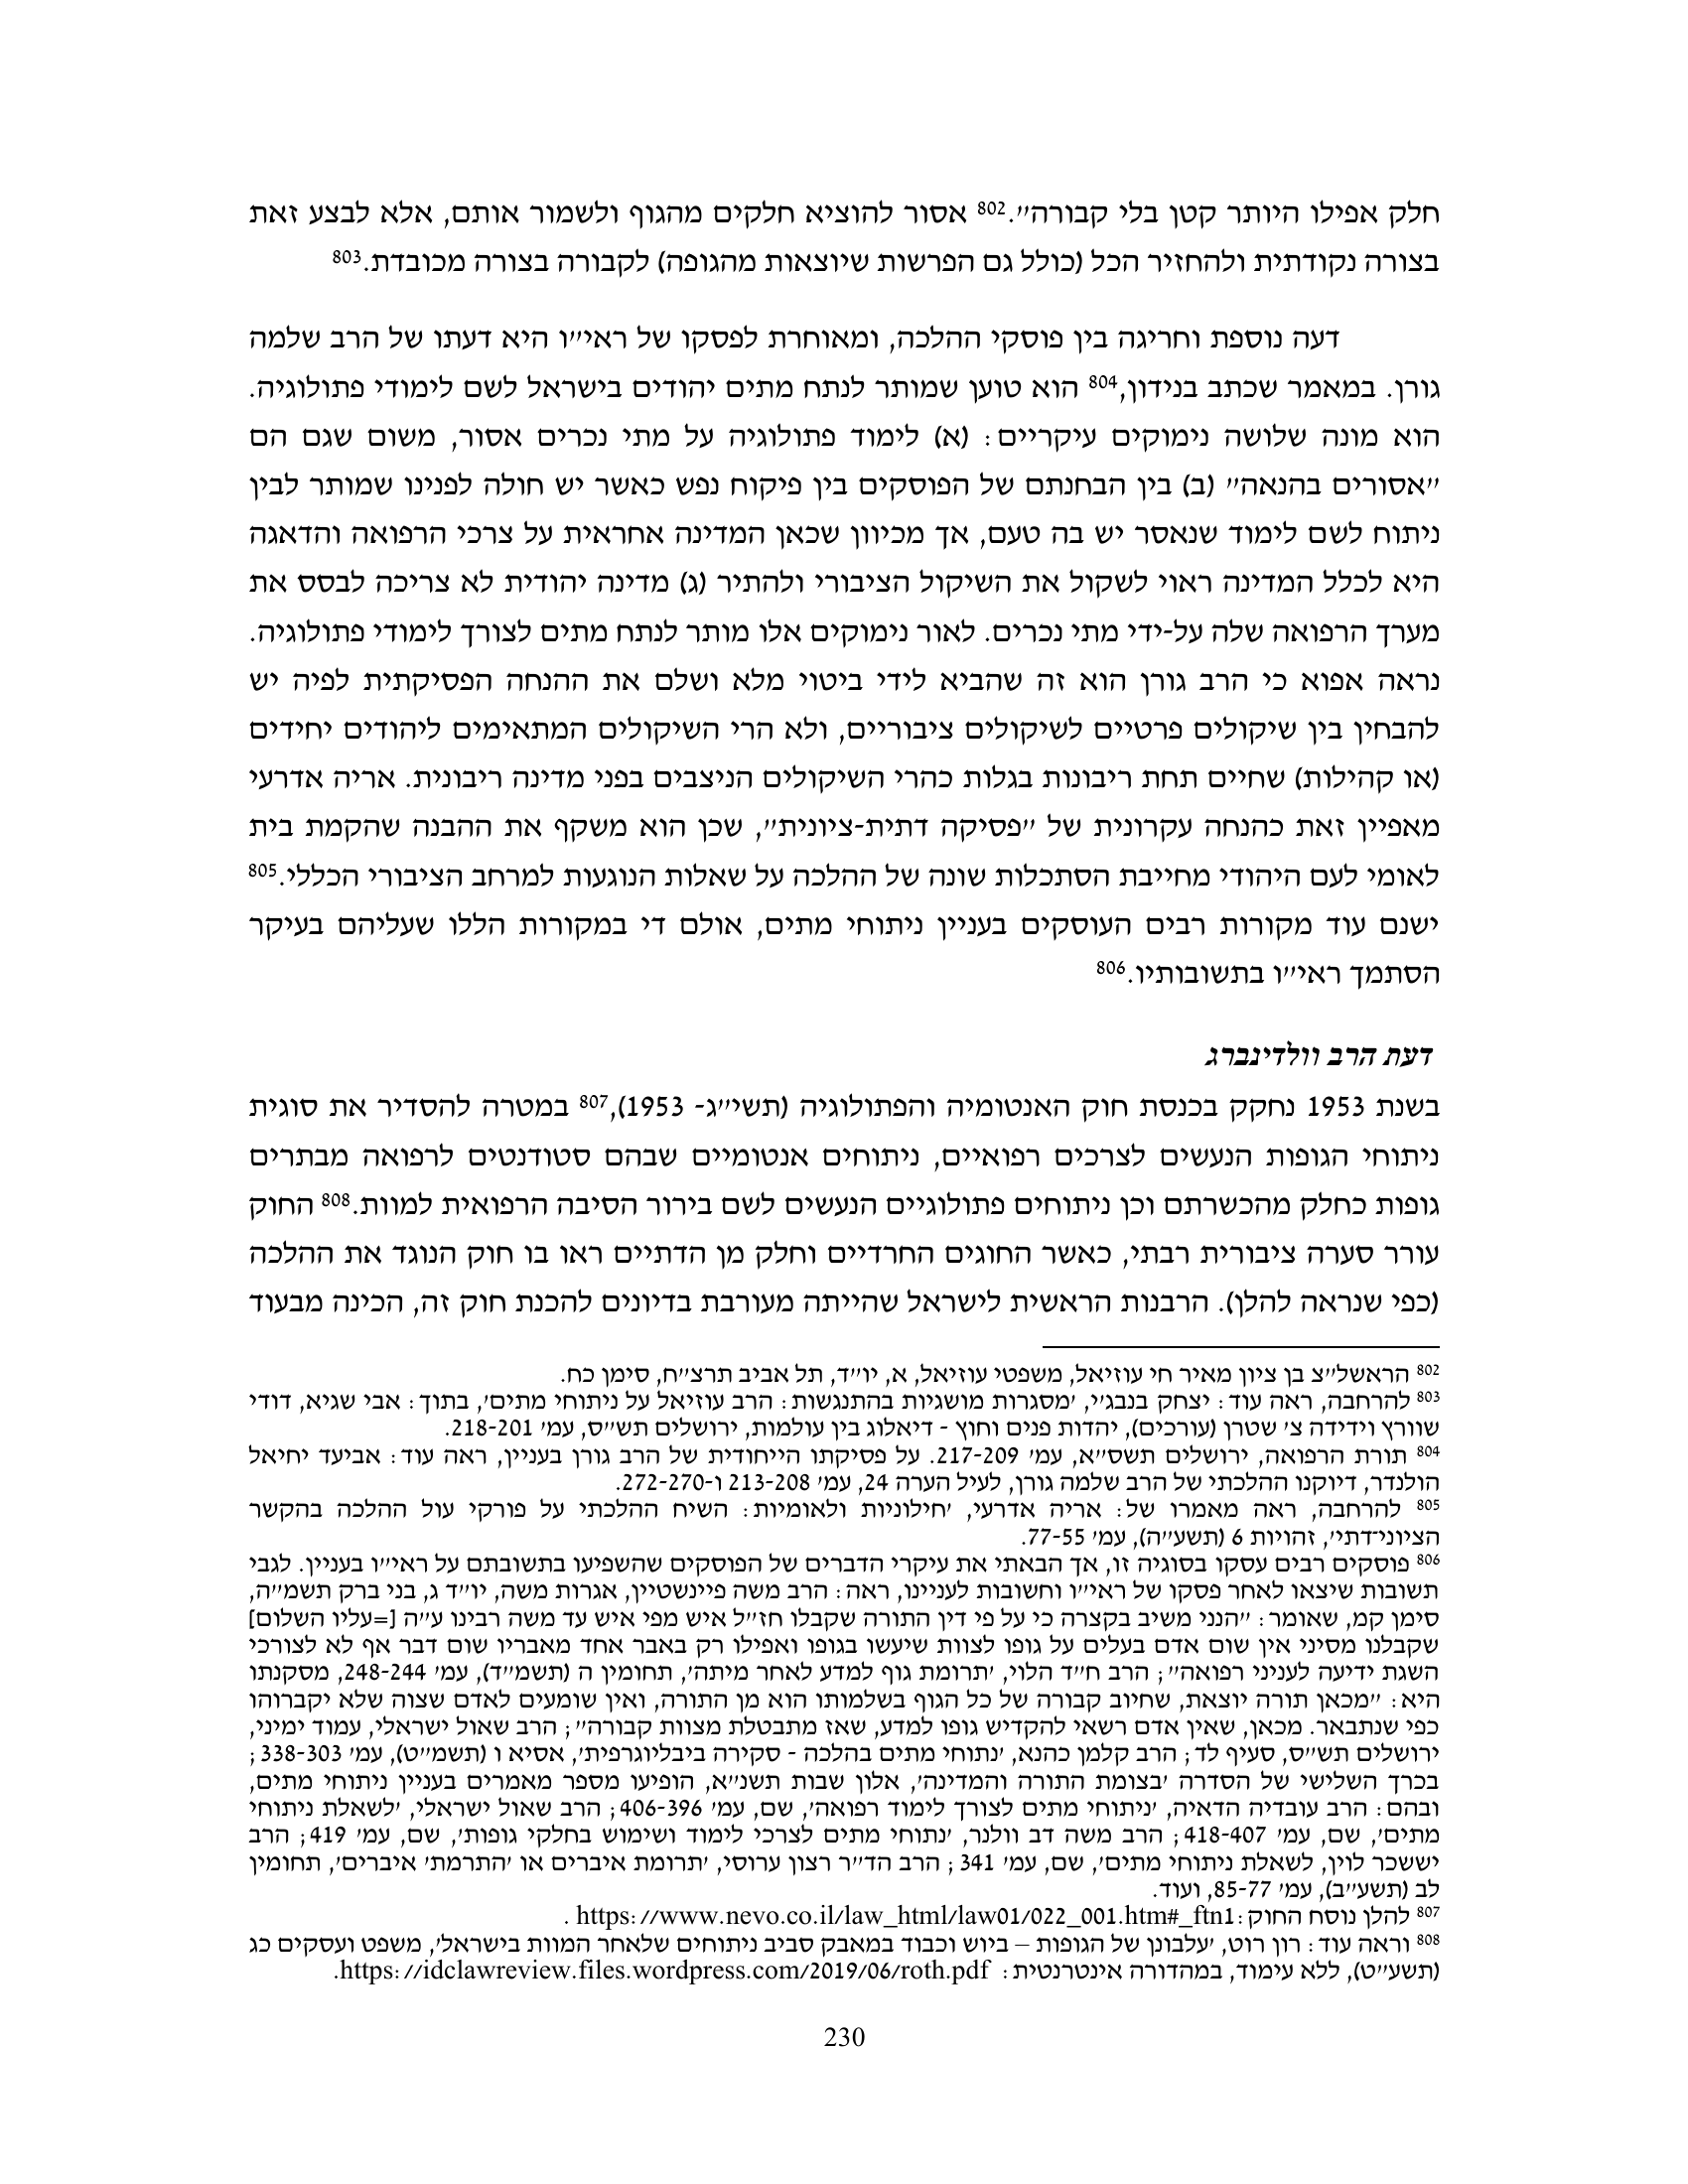 חלק אפילו היותר קטן בלי קבורה".802 אסור להוציא חלקים מהגוף ולשמור אותם, אלא לבצע זאת
בצורה נקודתית ולהחזיר הכל (כולל גם הפרשות שיוצאות מהגופה) לקבורה בצורה מכובדת.803
דעה נוספת וחריגה בין פוסקי ההלכה, ומאוחרת לפסקו של ראי"ו היא דעתו של הרב שלמה
גורן. במאמר שכתב בנידון,804 הוא טוען שמותר לנתח מתים יהודים בישראל לשם לימודי פתולוגיה.
הוא מונה שלושה נימוקים עיקריים: (א) לימוד פתולוגיה על מתי נכרים אסור, משום שגם הם
"אסורים בהנאה" (ב) בין הבחנתם של הפוסקים בין פיקוח נפש כאשר יש חולה לפנינו שמותר לבין
ניתוח לשם לימוד שנאסר יש בה טעם, אך מכיוון שכאן המדינה אחראית על צרכי הרפואה והדאגה
היא לכלל המדינה ראוי לשקול את השיקול הציבורי ולהתיר (ג) מדינה יהודית לא צריכה לבסס את
מערך הרפואה שלה על-ידי מתי נכרים. לאור נימוקים אלו מותר לנתח מתים לצורך לימודי פתולוגיה.
נראה אפוא כי הרב גורן הוא זה שהביא לידי ביטוי מלא ושלם את ההנחה הפסיקתית לפיה יש
להבחין בין שיקולים פרטיים לשיקולים ציבוריים, ולא הרי השיקולים המתאימים ליהודים יחידים
(או קהילות) שחיים תחת ריבונות בגלות כהרי השיקולים הניצבים בפני מדינה ריבונית. אריה אדרעי
מאפיין זאת כהנחה עקרונית של "פסיקה דתית-ציונית", שכן הוא משקף את ההבנה שהקמת בית
לאומי לעם היהודי מחייבת הסתכלות שונה של ההלכה על שאלות הנוגעות למרחב הציבורי הכללי.805
ישנם עוד מקורות רבים העוסקים בעניין ניתוחי מתים, אולם די במקורות הללו שעליהם בעיקר
הסתמך ראי"ו בתשובותיו.806
דעת הרב וולדינברג
בשנת 1953 נחקק בכנסת חוק האנטומיה והפתולוגיה (תשי"ג- 1953),807 במטרה להסדיר את סוגית
ניתוחי הגופות הנעשים לצרכים רפואיים, ניתוחים אנטומיים שבהם סטודנטים לרפואה מבתרים
גופות כחלק מהכשרתם וכן ניתוחים פתולוגיים הנעשים לשם בירור הסיבה הרפואית למוות.808 החוק
עורר סערה ציבורית רבתי, כאשר החוגים החרדיים וחלק מן הדתיים ראו בו חוק הנוגד את ההלכה
(כפי שנראה להלן). הרבנות הראשית לישראל שהייתה מעורבת בדיונים להכנת חוק זה, הכינה מבעוד
802 הראשל"צ בן ציון מאיר חי עוזיאל, משפטי עוזיאל, א, יו"ד, תל אביב תרצ"ח, סימן כח.
803 להרחבה, ראה עוד: יצחק בנבג'י, 'מסגרות מושגיות בהתנגשות: הרב עוזיאל על ניתוחי מתים', בתוך: אבי שגיא, דודי
שוורץ וידידה צ' שטרן (עורכים), יהדות פנים וחוץ - דיאלוג בין עולמות, ירושלים תש"ס, עמ' 218-201.
804 תורת הרפואה, ירושלים תשס"א, עמ' 217-209. על פסיקתו הייחודית של הרב גורן בעניין, ראה עוד: אביעד יחיאל
הולנדר, דיוקנו ההלכתי של הרב שלמה גורן, לעיל הערה 24, עמ' 213-208 ו-272-270.
805 להרחבה, ראה מאמרו של: אריה אדרעי, 'חילוניות ולאומיות: השיח ההלכתי על פורקי עול ההלכה בהקשר
הציוני־דתי', זהויות 6 (תשע"ה), עמ' 77-55.
806 פוסקים רבים עסקו בסוגיה זו, אך הבאתי את עיקרי הדברים של הפוסקים שהשפיעו בתשובתם על ראי"ו בעניין. לגבי
תשובות שיצאו לאחר פסקו של ראי"ו וחשובות לעניינו, ראה: הרב משה פיינשטיין, אגרות משה, יו"ד ג, בני ברק תשמ"ה,
סימן קמ, שאומר: "הנני משיב בקצרה כי על פי דין התורה שקבלו חז"ל איש מפי איש עד משה רבינו ע"ה [=עליו השלום]
שקבלנו מסיני אין שום אדם בעלים על גופו לצוות שיעשו בגופו ואפילו רק באבר אחד מאבריו שום דבר אף לא לצורכי
השגת ידיעה לעניני רפואה"; הרב ח"ד הלוי, 'תרומת גוף למדע לאחר מיתה', תחומין ה (תשמ"ד), עמ' 248-244, מסקנתו
היא: "מכאן תורה יוצאת, שחיוב קבורה של כל הגוף בשלמותו הוא מן התורה, ואין שומעים לאדם שצוה שלא יקברוהו
כפי שנתבאר. מכאן, שאין אדם רשאי להקדיש גופו למדע, שאז מתבטלת מצוות קבורה"; הרב שאול ישראלי, עמוד ימיני,
ירושלים תש"ס, סעיף לד; הרב קלמן כהנא, 'נתוחי מתים בהלכה - סקירה ביבליוגרפית', אסיא ו (תשמ"ט), עמ' 338-303;
בכרך השלישי של הסדרה 'בצומת התורה והמדינה', אלון שבות תשנ"א, הופיעו מספר מאמרים בעניין ניתוחי מתים,
ובהם: הרב עובדיה הדאיה, 'ניתוחי מתים לצורך לימוד רפואה', שם, עמ' 406-396; הרב שאול ישראלי, 'לשאלת ניתוחי
מתים', שם, עמ' 418-407; הרב משה דב וולנר, 'נתוחי מתים לצרכי לימוד ושימוש בחלקי גופות', שם, עמ' 419; הרב
יששכר לוין, לשאלת ניתוחי מתים', שם, עמ' 341; הרב הד"ר רצון ערוסי, 'תרומת איברים או 'התרמת' איברים', תחומין
לב (תשע"ב), עמ' 85-77, ועוד.
807 להלן נוסח החוק: https://www.nevo.co.il/law_html/law01/022_001.htm#_ftn1 .
808 וראה עוד: רון רוט, 'עלבונן של הגופות – ביוש וכבוד במאבק סביב ניתוחים שלאחר המוות בישראל', משפט ועסקים כג
(תשע"ט), ללא עימוד, במהדורה אינטרנטית: https://idclawreview.files.wordpress.com/2019/06/roth.pdf.
230